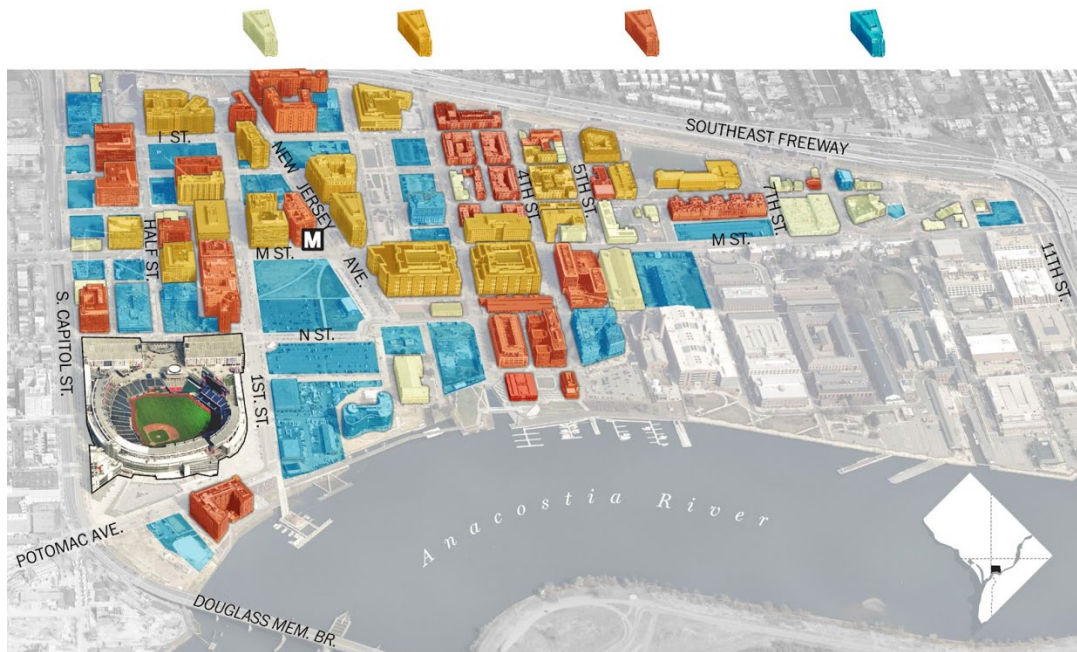 SOUTHEAST FREEWAY
I ST.
NEW JERSEY
AVE.
4TH ST.
5TH ST.
7TH ST.
11TH ST.
HALF ST.
M
M ST.
M ST.
S. CAPITOL ST.
N ST.
1ST. ST.
Anacostia River
POTOMAC AVE.
DOUGLASS MEM. BR.